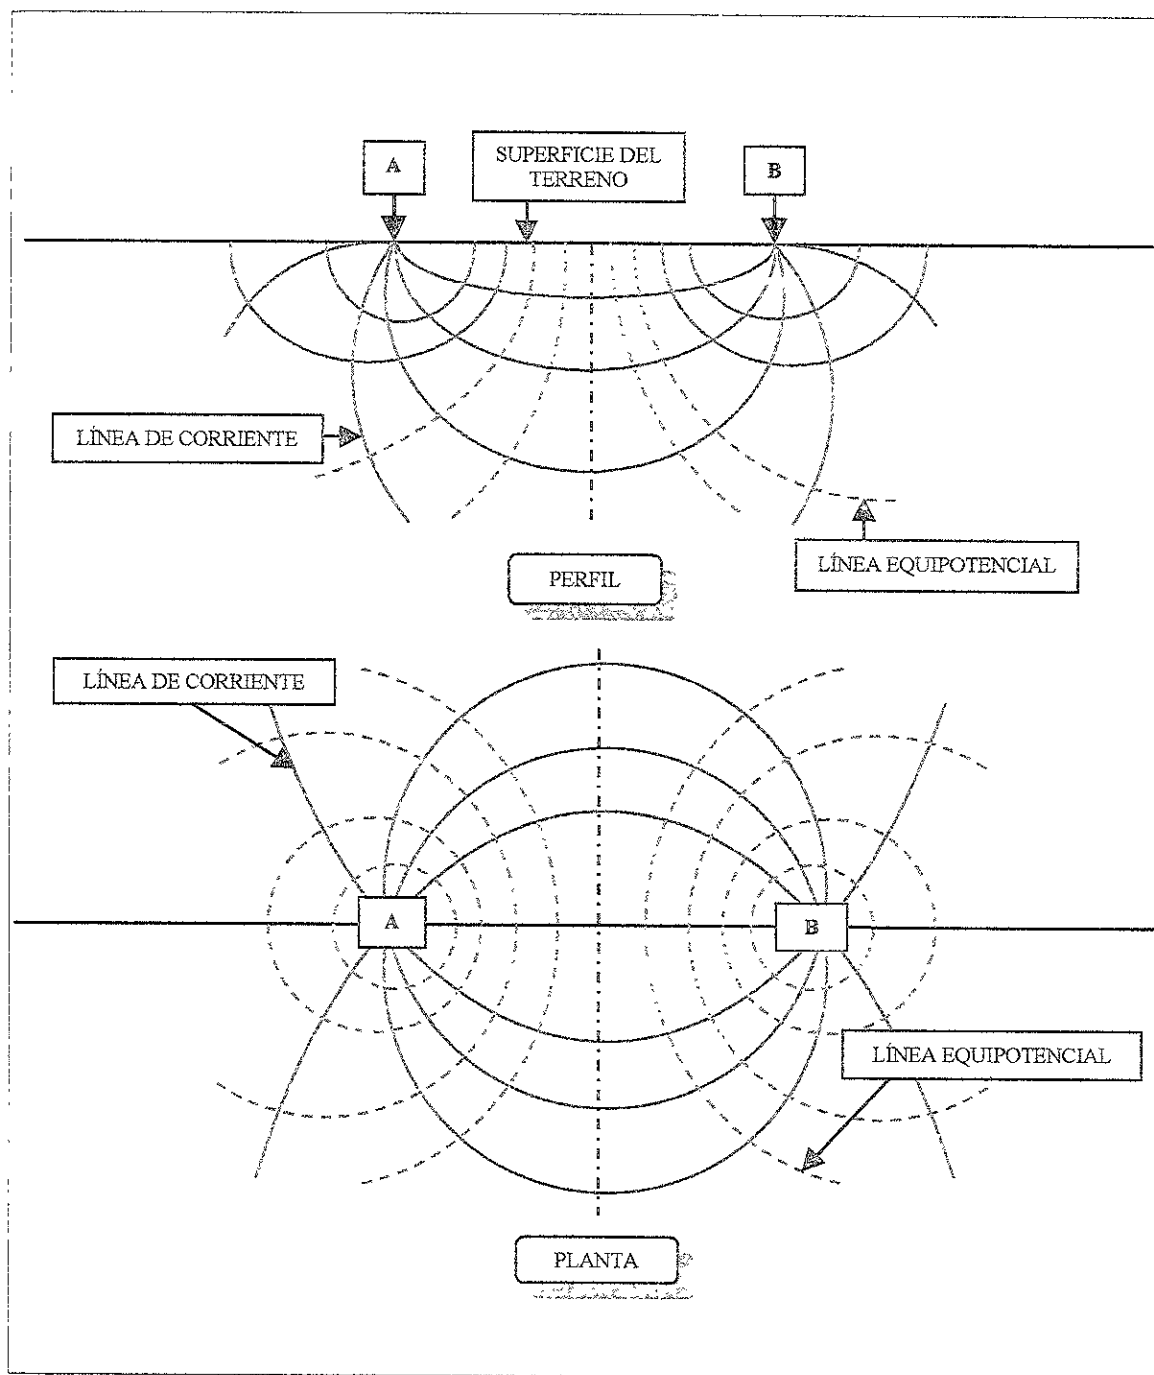 A
SUPERFICIE DEL
TERRENO
B
LÍNEA DE CORRIENTE
LÍNEA EQUIPOTENCIAL
PERFIL
LÍNEA DE CORRIENTE
A
B
LÍNEA EQUIPOTENCIAL
PLANTA